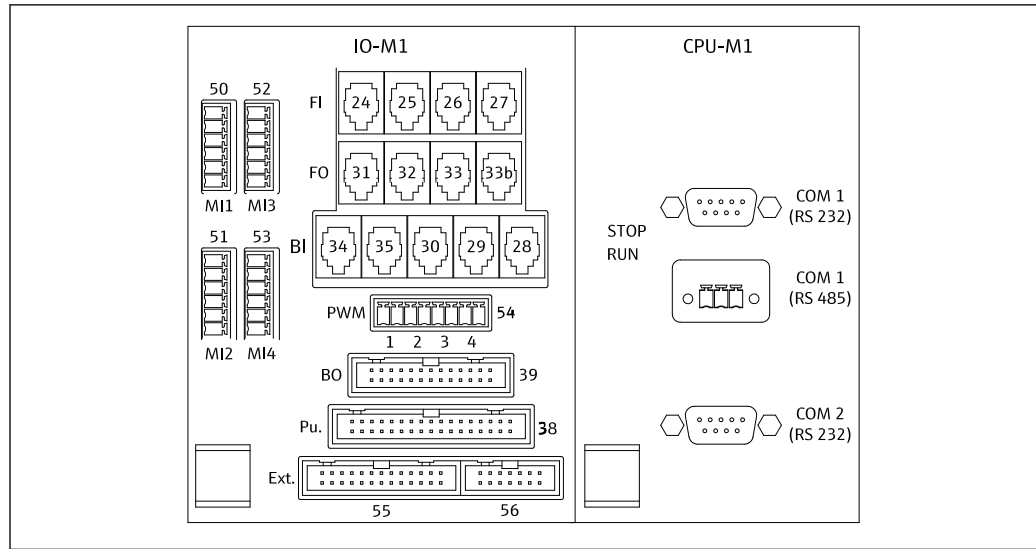 IO-M1 CPU-M1
50 52
FI 24 25 26 27
FO 31 32 33 33b
MI1 MI3
COM 1
(RS 232)
51 53
BI 34 35 30 29 28
STOP
RUN
COM 1
(RS 485)
PWM 54
1 2 3 4
MI2 MI4
BO 39
COM 2
(RS 232)
Pu. 38
Ext.
55 56